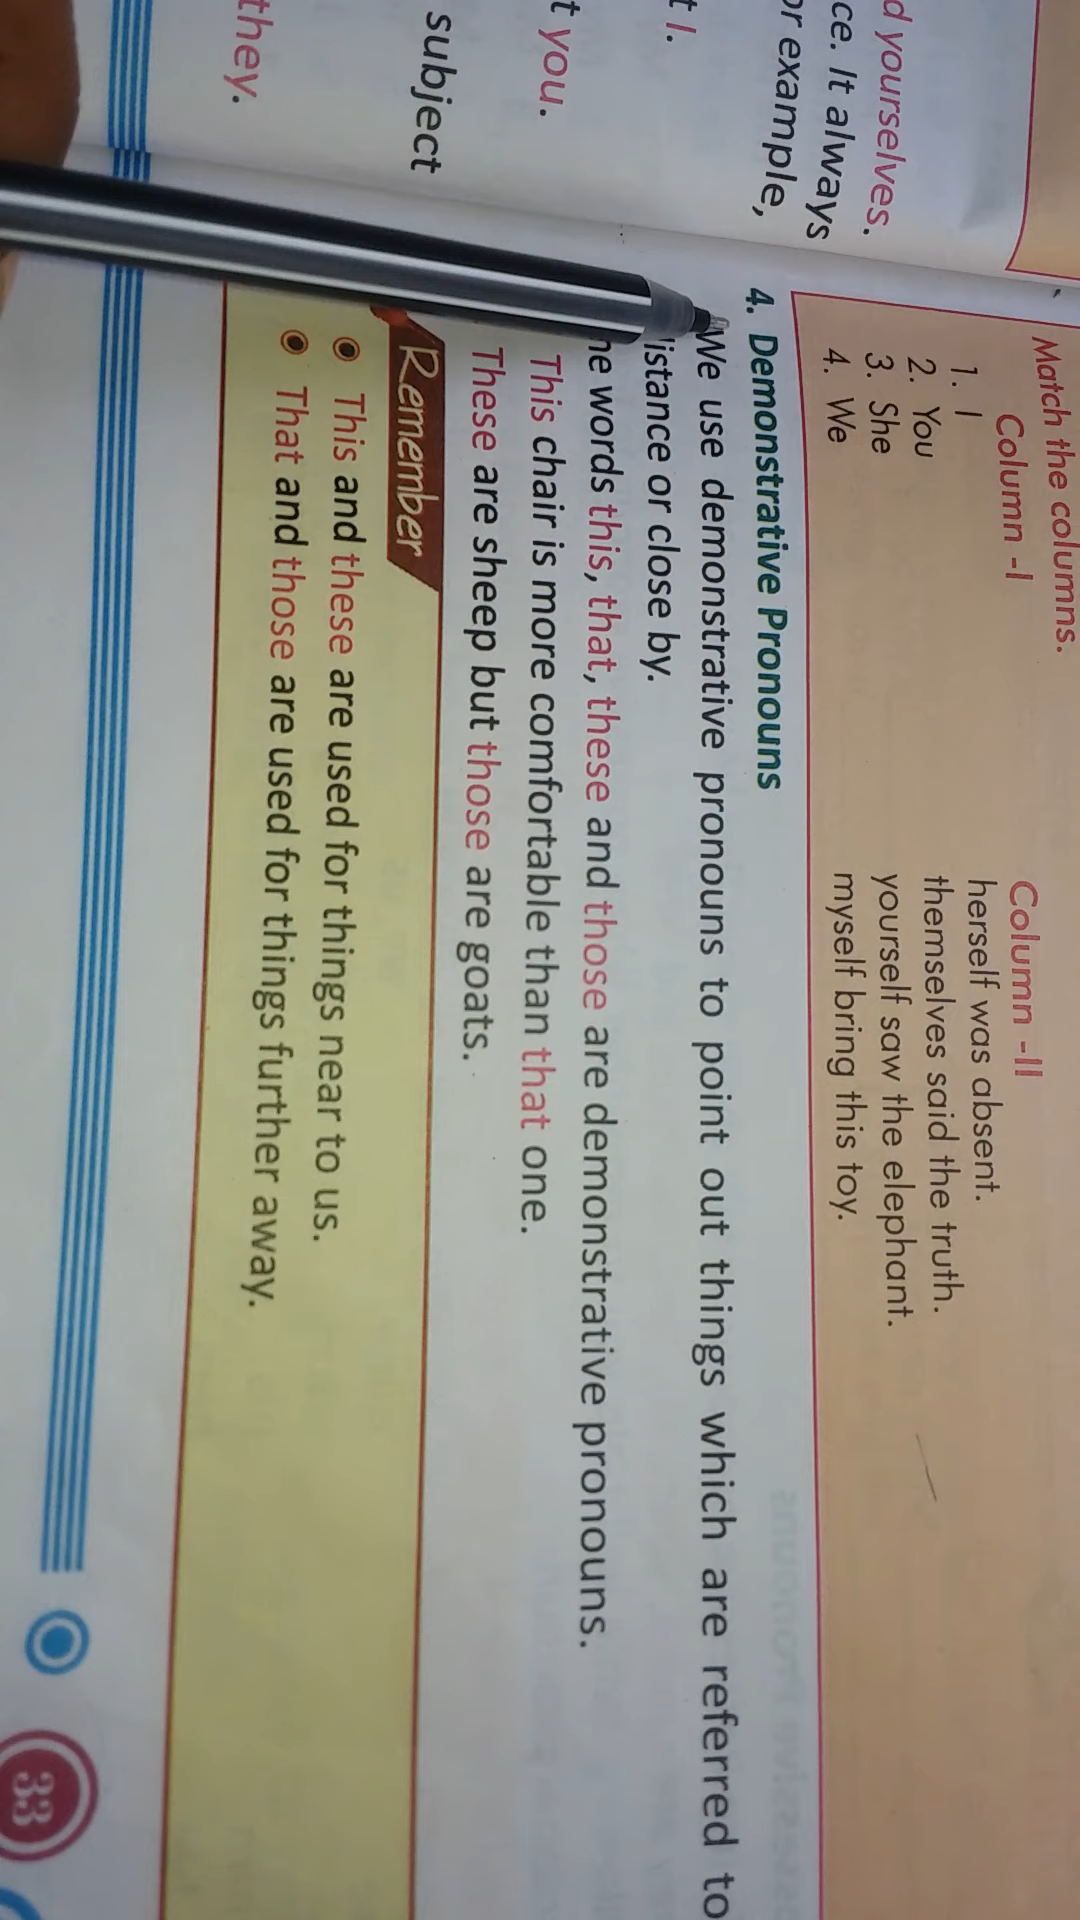 d yourselves.
ce. It always
or example,
t I.
t you.
subject
they.
Match the columns.
Column -I Column -II
1. I herself was absent.
2. You themselves said the truth.
3. She yourself saw the elephant.
4. We myself bring this toy.
4. Demonstrative Pronouns
We use demonstrative pronouns to point out things which are referred to
istance or close by.
he words this, that, these and those are demonstrative pronouns.
This chair is more comfortable than that one.
These are sheep but those are goats.
Remember
This and these are used for things near to us.
That and those are used for things further away.
33